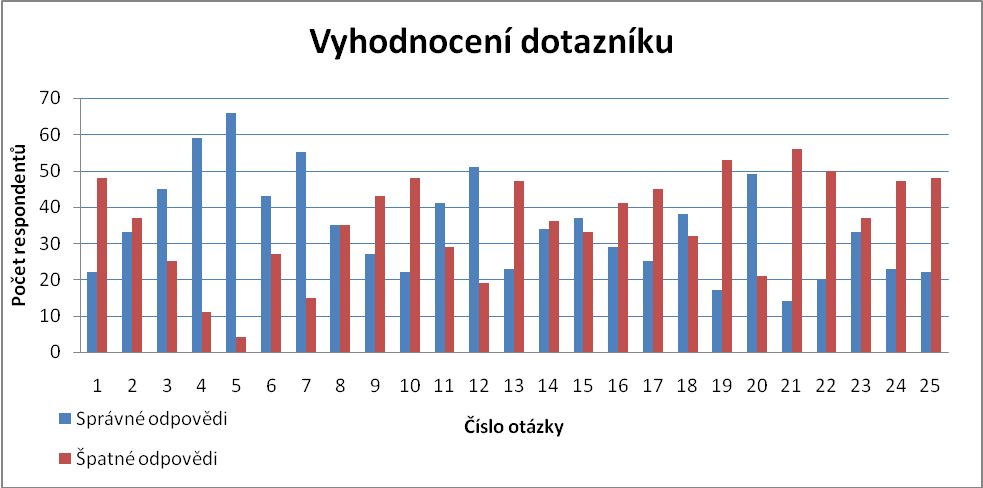 Vyhodnocení dotazníku
Počet respondentů
70
60
50
40
30
20
10
0
1 2 3 4 5 6 7 8 9 10 11 12 13 14 15 16 17 18 19 20 21 22 23 24 25
Číslo otázky
Správné odpovědi
Špatné odpovědi